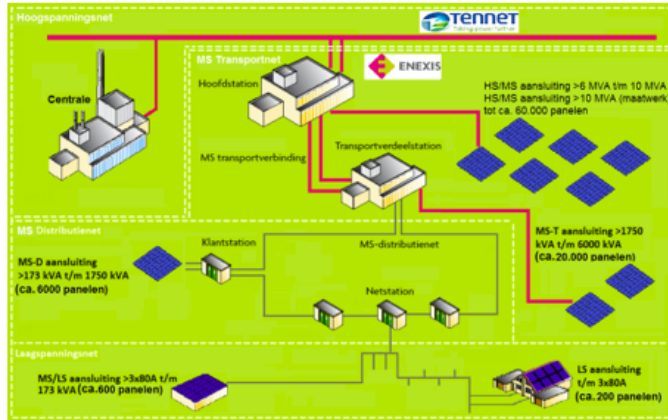 Hoogspanningsnet
TENNET
Taking power further
MS Transportnet
ENEXIS
Hoofdstation
Centrale
HS/MS aansluiting >6 MVA t/m 10 MVA
HS/MS aansluiting >10 MVA (maatwerk
tot ca. 60.000 panelen
MS transportverbinding
Transportverdeelstation
MS Distributienet
Klantstation
MS-distributienet
MS-T aansluiting >1750
kVA t/m 6000 kVA
(ca. 20.000 panelen)
MS-D aansluiting
>173 kVA t/m 1750 kVA
(ca. 6000 panelen)
Netstation
Laagspanningsnet
MS/LS aansluiting >3x80A t/m
173 kVA (ca.600 panelen)
LS aansluiting
t/m 3x80A
(ca.200 panelen)